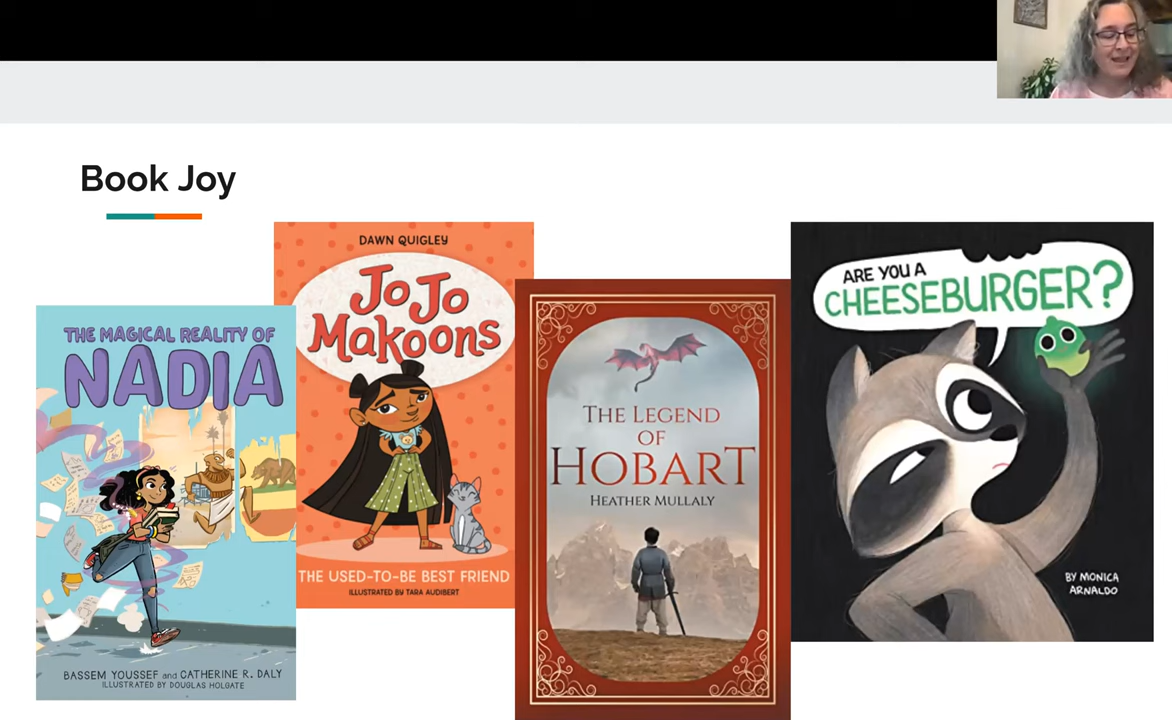 Book Joy
THE MAGICAL REALITY OF
NADIA
BASSEM YOUSSEF and CATHERINE R. DALY
ILLUSTRATED BY DOUGLAS HOLGATE
DAWN QUIGLEY
JoJo
Makoons
THE USED-TO-BE BEST FRIEND
ILLUSTRATED BY TARA AUDIBERT
THE LEGEND
OF
HOBART
HEATHER MULLALY
ARE YOU A
CHEESEBURGER?
BY MONICA
ARNALDO